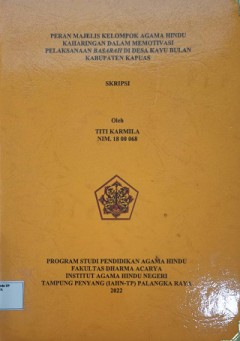 PERAN MAJELIS KELOMPOK AGAMA HINDU
KAHARINGAN DALAM MEMOTIVASI
PELAKSANAAN BASARAH DI DESA KAYU BULAN
KABUPATEN KAPUAS
SKRIPSI
Oleh
TITI KARMILA
NIM. 18 00 068
PROGRAM STUDI PENDIDIKAN AGAMA HINDU
FAKULTAS DHARMA ACARYA
INSTITUT AGAMA HINDU NEGERI
TAMPUNG PENYANG (IAHN-TP) PALANGKA RAYA
2022